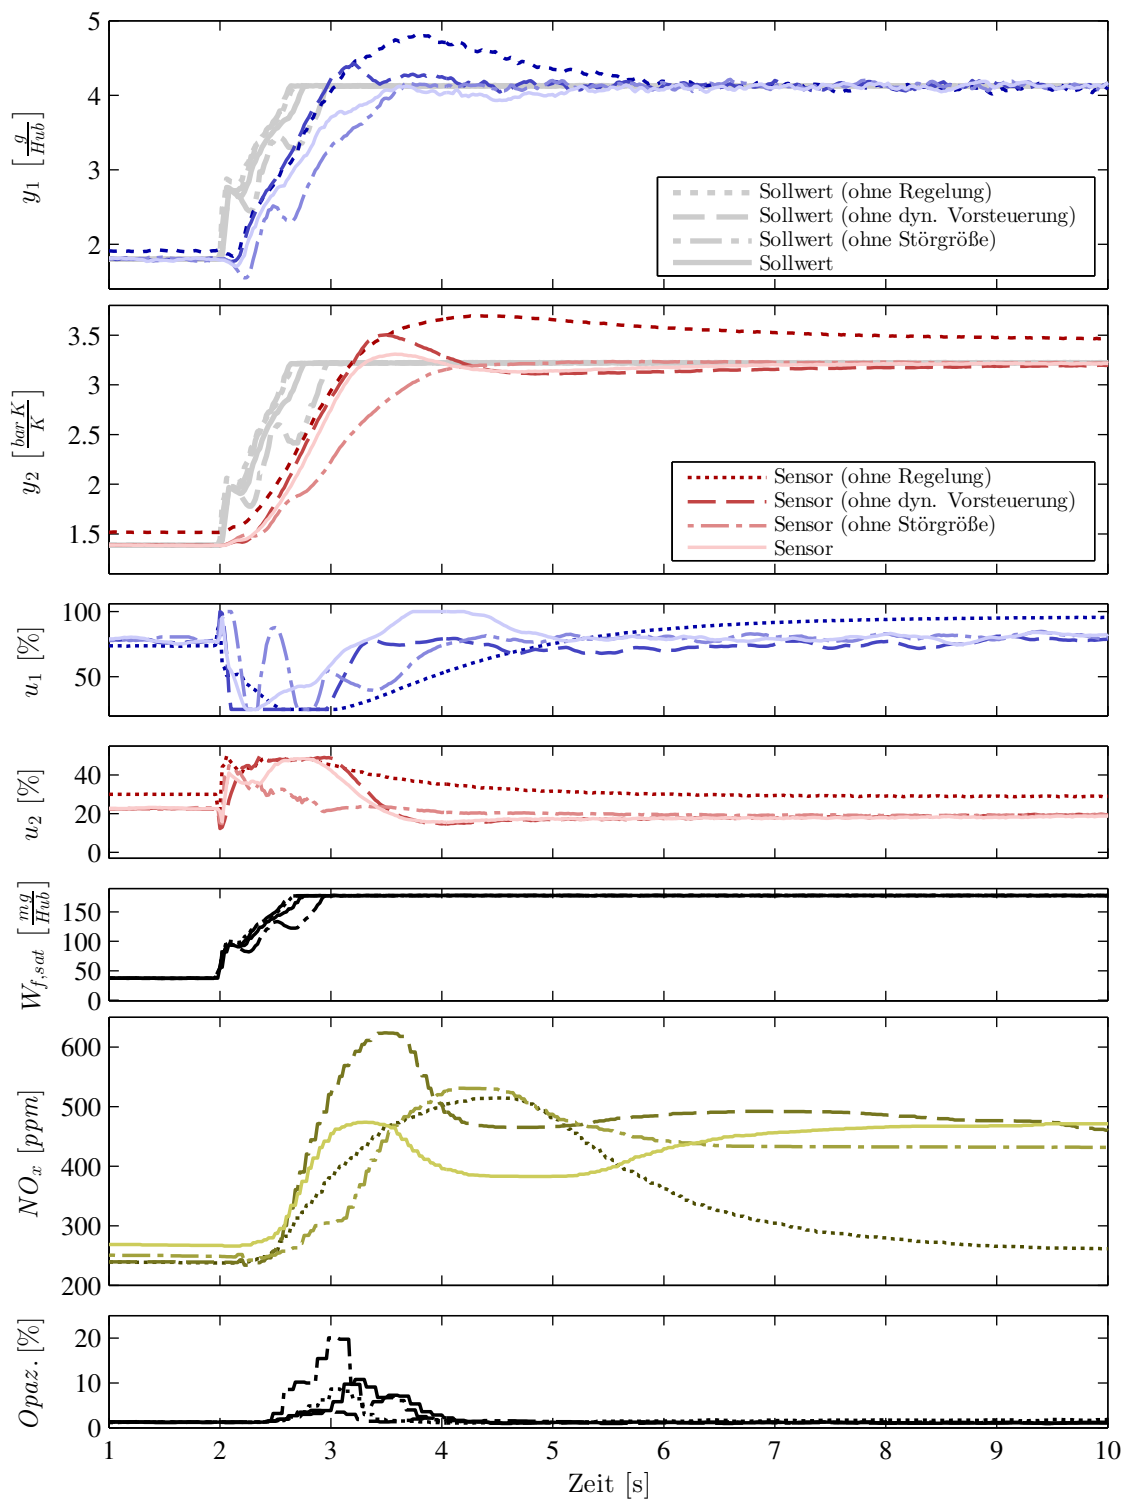 5
4
3
2
y₁ [g/Hub]
Sollwert (ohne Regelung)
Sollwert (ohne dyn. Vorsteuerung)
Sollwert (ohne Störgröße)
Sollwert
3.5
3
2.5
2
1.5
y₂ [bar K/K]
Sensor (ohne Regelung)
Sensor (ohne dyn. Vorsteuerung)
Sensor (ohne Störgröße)
Sensor
100
50
u₁ [%]
40
20
0
u₂ [%]
150
100
50
0
W_{f,sat} [mg/Hub]
600
500
400
300
200
NOₓ [ppm]
20
10
0
Opaz. [%]
1 2 3 4 5 6 7 8 9 10
Zeit [s]